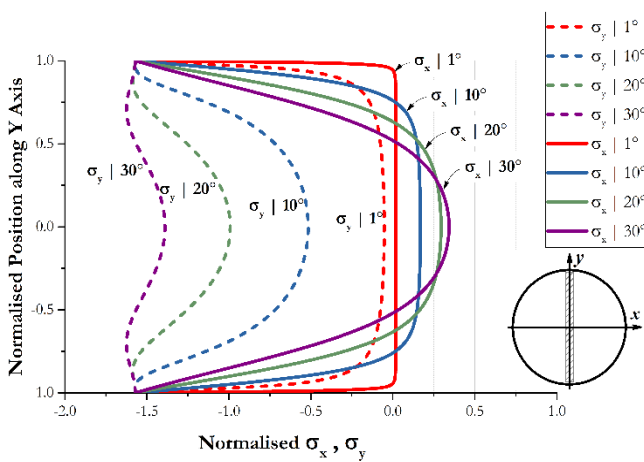 σy | 1°
σy | 10°
σy | 20°
σy | 30°
σx | 1°
σx | 10°
σx | 20°
σx | 30°
1.0
0.5
0.0
-0.5
1.0
Normalised Position along Y Axis
σx | 1°
σx | 10°
σx | 20°
σx | 30°
σy | 30°
σy | 20°
σy | 10°
σy | 1°
y
x
-2.0 -1.5 -1.0 -0.5 0.0 0.5 1.0
Normalised σx , σy